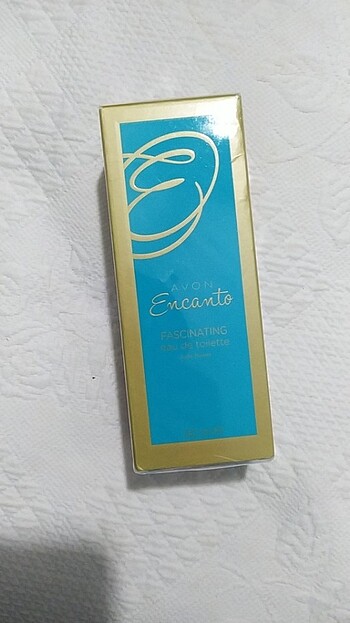 AVON
Encanto
FASCINATING
eau de toilette